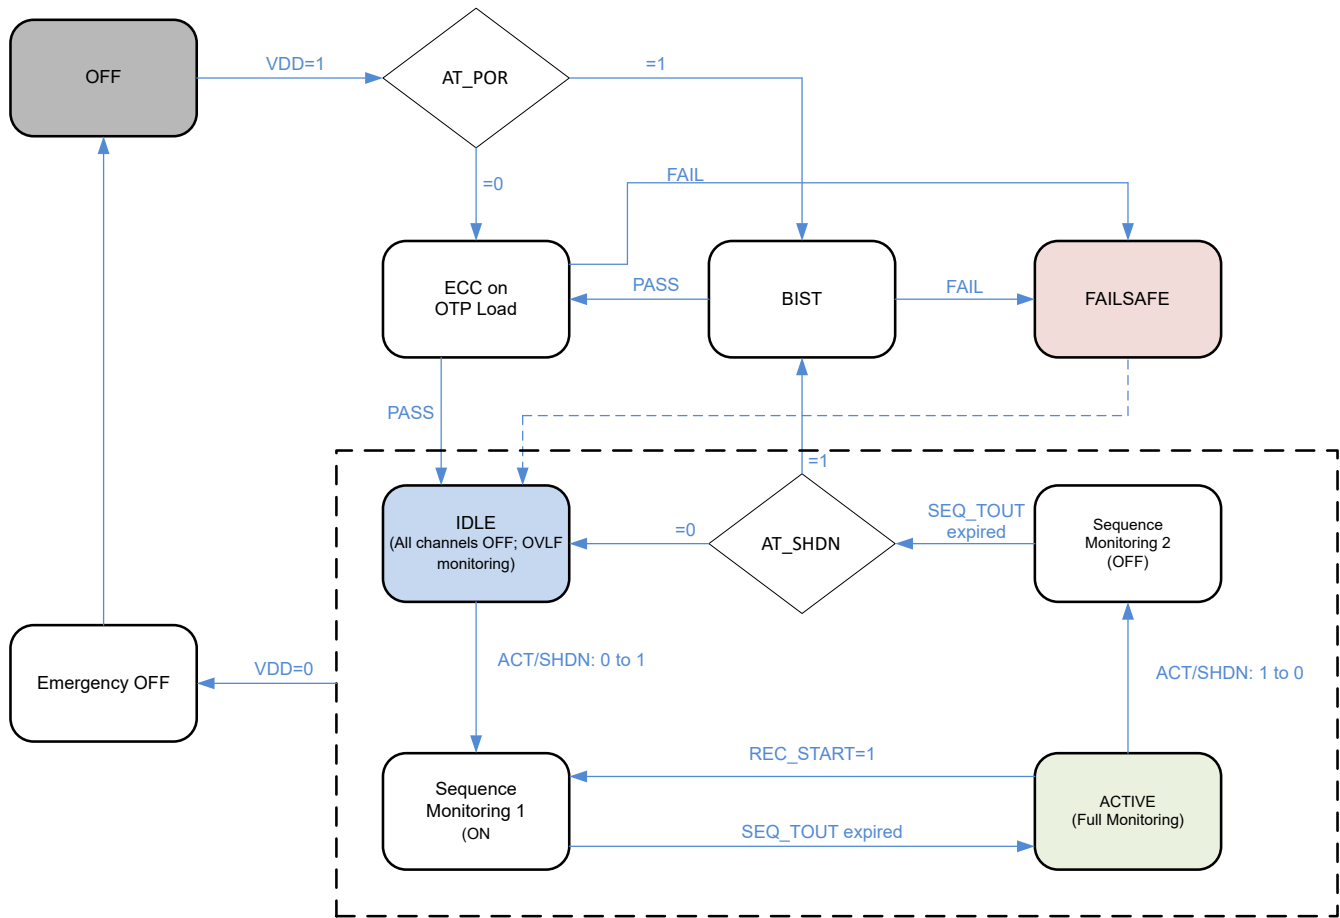 OFF
VDD=1
AT_POR
=1
=0
FAIL
ECC on
OTP Load
PASS
BIST
FAIL
FAILSAFE
PASS
=1
IDLE
(All channels OFF; OVLF
monitoring)
=0
AT_SHDN
SEQ_TOUT
expired
Sequence
Monitoring 2
(OFF)
Emergency OFF
VDD=0
ACT/SHDN: 0 to 1
ACT/SHDN: 1 to 0
Sequence
Monitoring 1
(ON
REC_START=1
SEQ_TOUT expired
ACTIVE
(Full Monitoring)